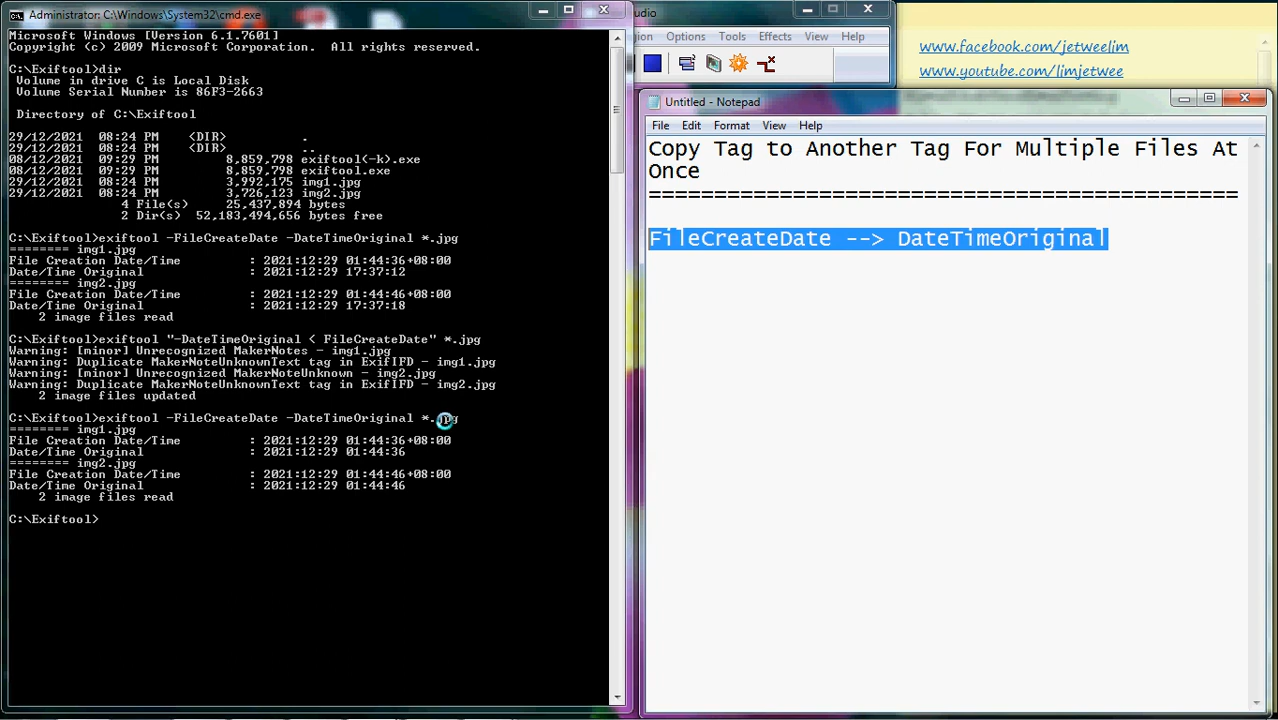 Administrator: C:\Windows\System32\cmd.exe
Microsoft Windows [Version 6.1.7601]
Copyright (c) 2009 Microsoft Corporation.  All rights reserved.
C:\Exiftool>dir
Volume in drive C is Local Disk
Volume Serial Number is 86F3-2663
Directory of C:\Exiftool
29/12/2021  08:24 PM    <DIR>          .
29/12/2021  08:24 PM    <DIR>          ..
08/12/2021  09:29 PM         8,859,798 exiftool(-k).exe
08/12/2021  09:29 PM         8,859,798 exiftool.exe
29/12/2021  08:24 PM         3,992,175 img1.jpg
29/12/2021  08:24 PM         3,726,123 img2.jpg
4 File(s)     25,437,894 bytes
2 Dir(s)  52,183,494,656 bytes free
C:\Exiftool>exiftool -FileCreateDate -DateTimeOriginal *.jpg
======== img1.jpg
File Creation Date/Time         : 2021:12:29 01:44:36+08:00
Date/Time Original              : 2021:12:29 17:37:12
======== img2.jpg
File Creation Date/Time         : 2021:12:29 01:44:46+08:00
Date/Time Original              : 2021:12:29 17:37:18
2 image files read
C:\Exiftool>exiftool "-DateTimeOriginal < FileCreateDate" *.jpg
Warning: [minor] Unrecognized MakerNotes - img1.jpg
Warning: Duplicate MakerNoteUnknownText tag in ExifIFD - img1.jpg
Warning: [minor] Unrecognized MakerNoteUnknown - img2.jpg
Warning: Duplicate MakerNoteUnknownText tag in ExifIFD - img2.jpg
2 image files updated
C:\Exiftool>exiftool -FileCreateDate -DateTimeOriginal *.jpg
======== img1.jpg
File Creation Date/Time         : 2021:12:29 01:44:36+08:00
Date/Time Original              : 2021:12:29 01:44:36
======== img2.jpg
File Creation Date/Time         : 2021:12:29 01:44:46+08:00
Date/Time Original              : 2021:12:29 01:44:46
2 image files read
C:\Exiftool>
Options Tools Effects View Help
www.facebook.com/jetweelim
www.youtube.com/limjetwee
Untitled - Notepad
File Edit Format View Help
Copy Tag to Another Tag For Multiple Files At
Once
=============================================
FileCreateDate --> DateTimeOriginal